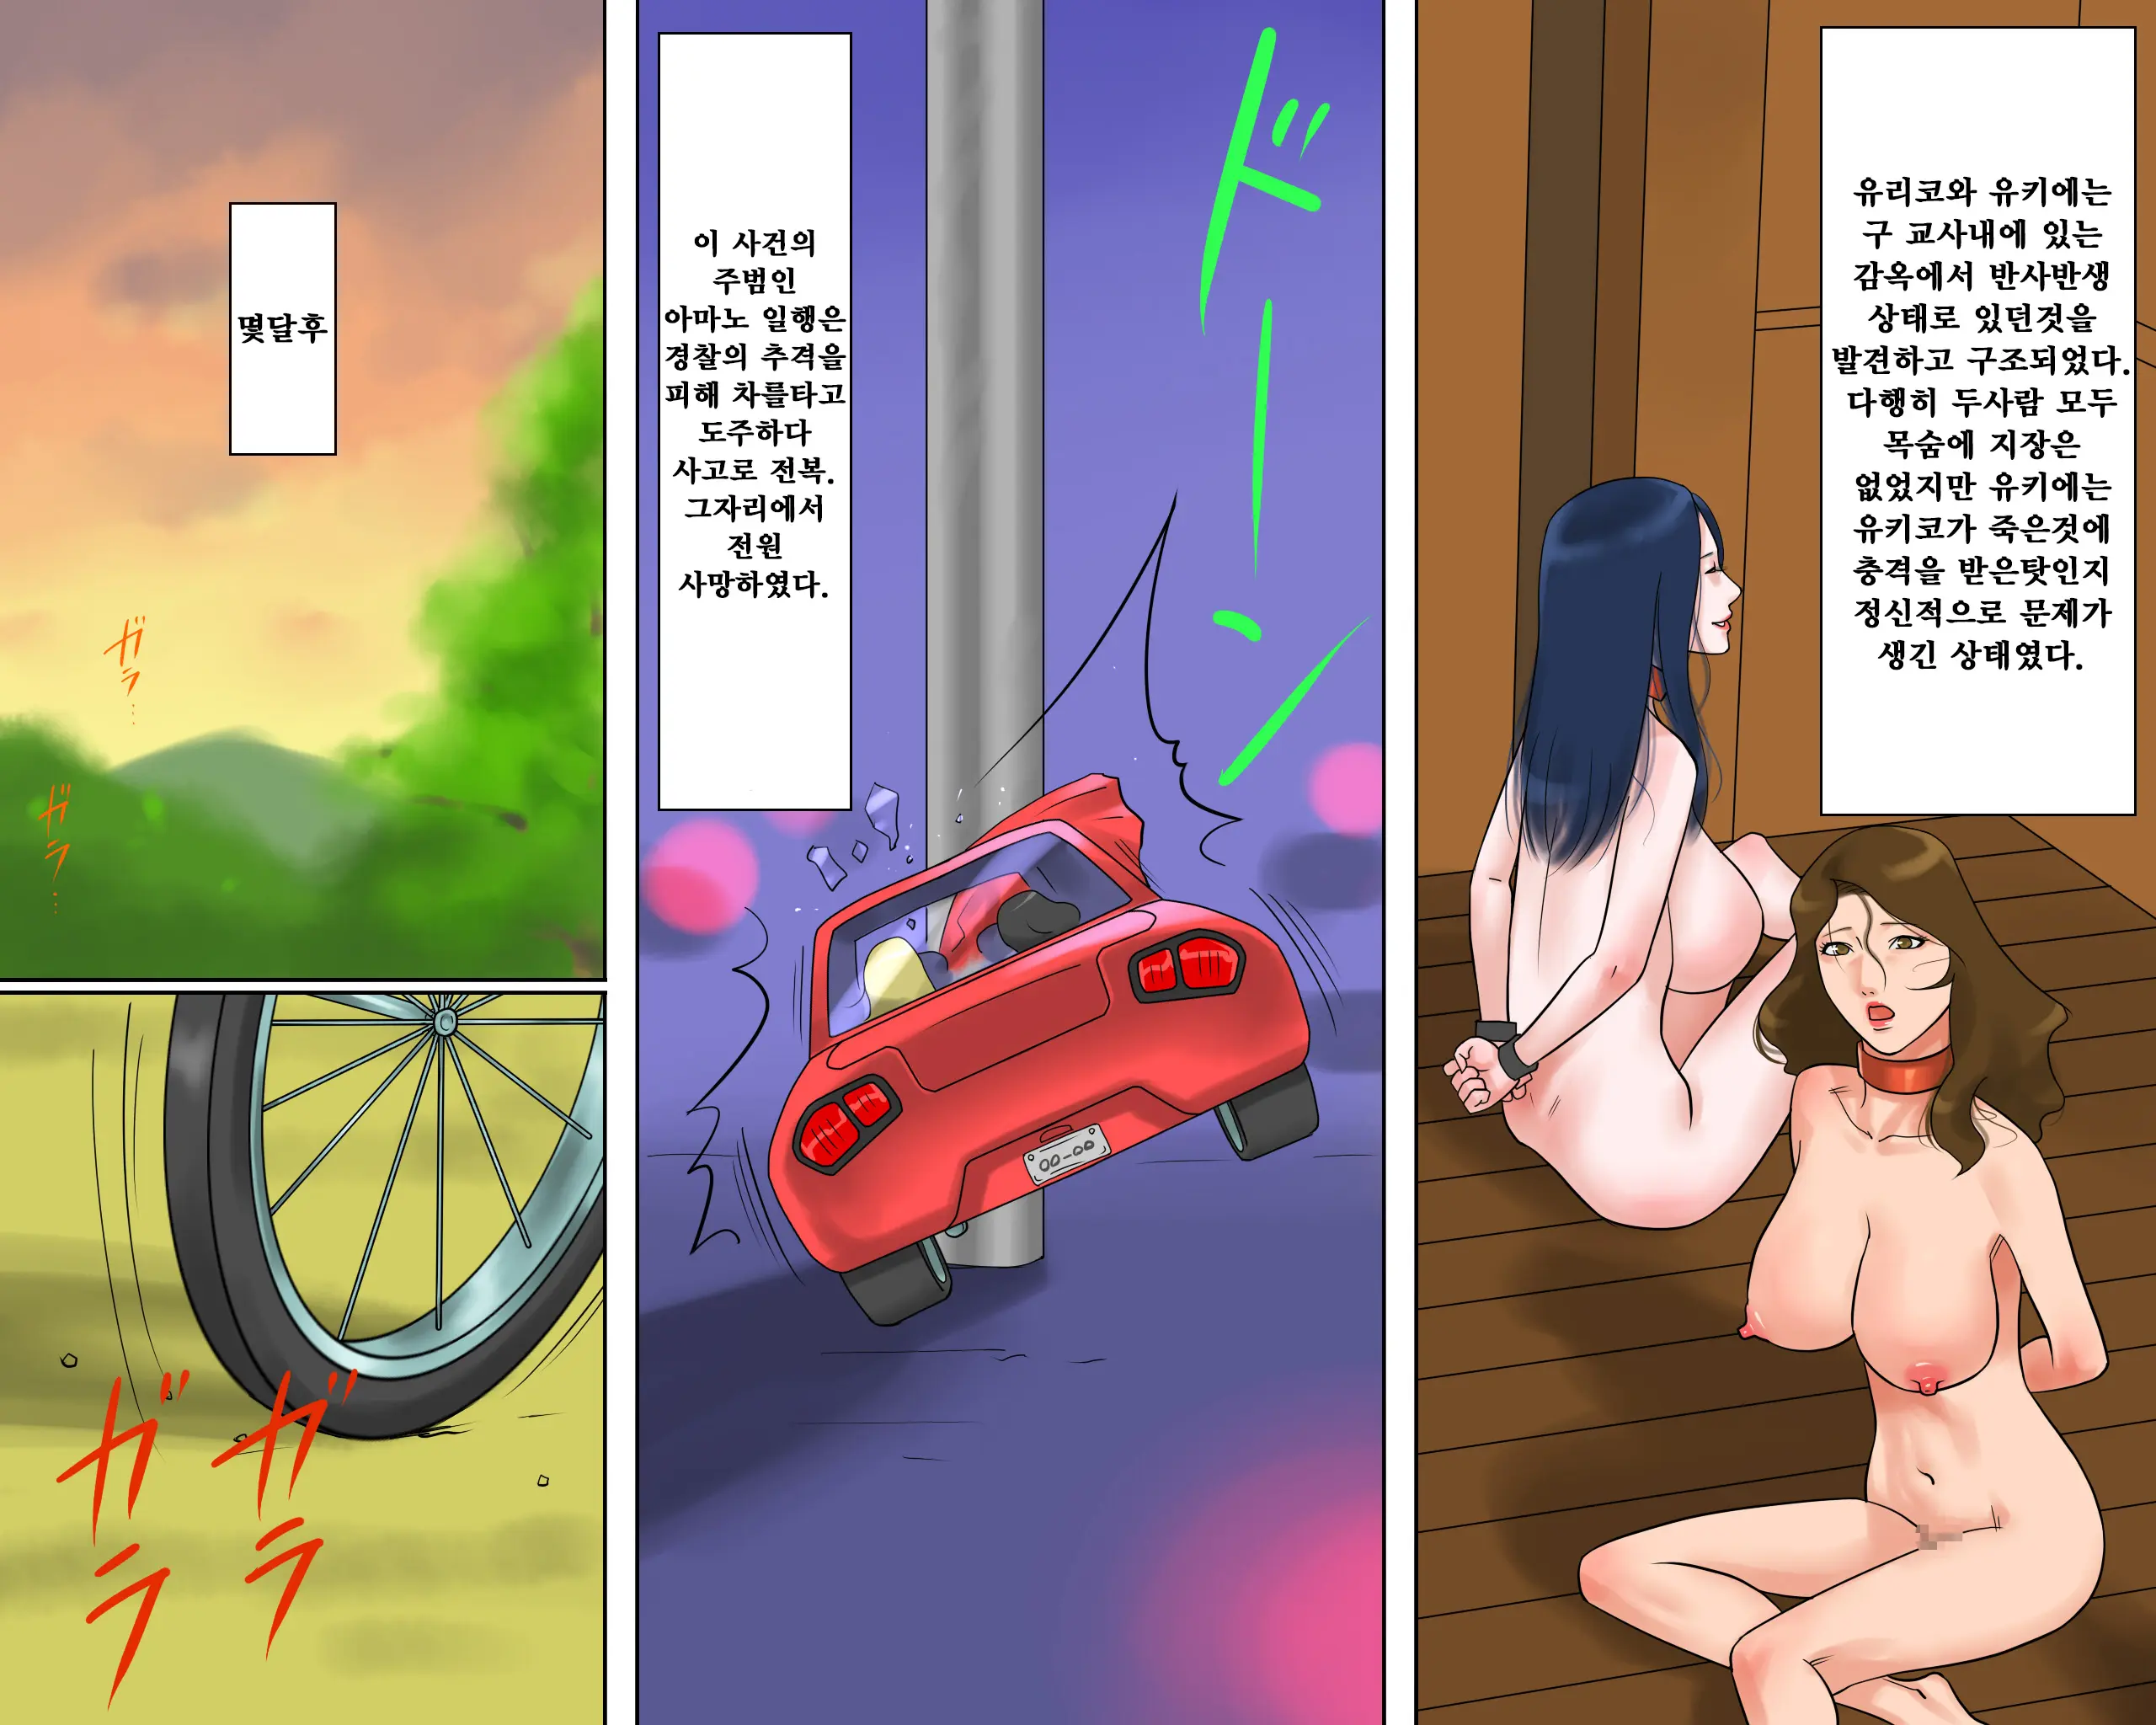 유리코와 유키에는
구 교사내에 있는
감옥에서 반사반생
상태로 있던것을
발견하고 구조되었다.
다행히 두사람 모두
목숨에 지장은
없었지만 유키에는
유키코가 죽은것에
충격을 받은탓인지
정신적으로 문제가
생긴 상태였다.
ドーン
이 사건의
주범인
아마노 일행은
경찰의 추격을
피해 차를타고
도주하다
사고로 전복.
그자리에서
전원
사망하였다.
00-00
몇달후
ガラ…
ガラ…
ガラ
ガラ